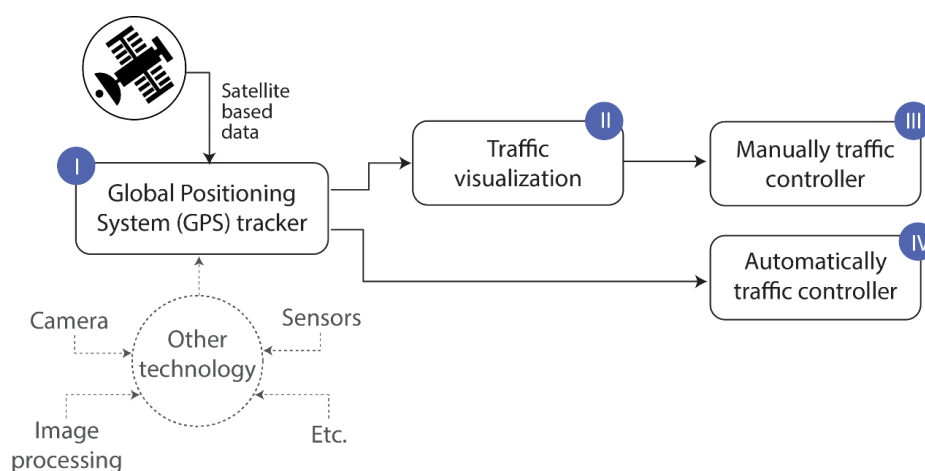 Satellite
based
data
I
Global Positioning
System (GPS) tracker
II
Traffic
visualization
III
Manually traffic
controller
IV
Automatically
traffic controller
Camera
Sensors
Other
technology
Image
processing
Etc.